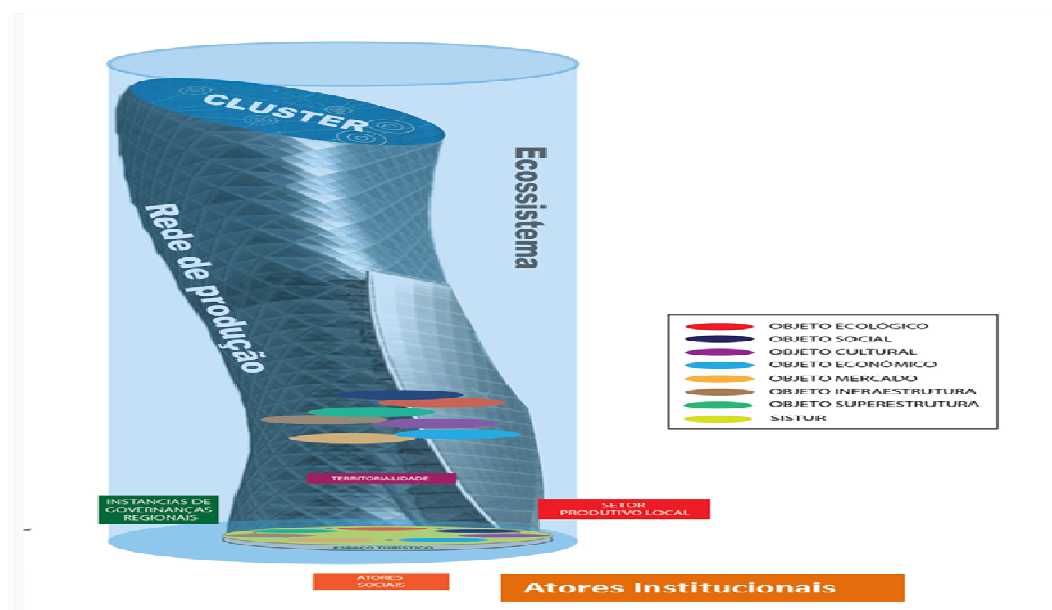 CLUSTER
Ecossistema
Rede de produção
OBJETO ECOLÓGICO
OBJETO SOCIAL
OBJETO CULTURAL
OBJETO ECONÔMICO
OBJETO MERCADO
OBJETO INFRAESTRUTURA
OBJETO SUPERESTRUTURA
SISTUR
TERRITORIALIDADE
INSTANCIAS DE
GOVERNANÇAS
REGIONAIS
SETOR
PRODUTIVO LOCAL
ESPAÇO TURÍSTICO
ATORES
SOCIAIS
Atores Institucionais